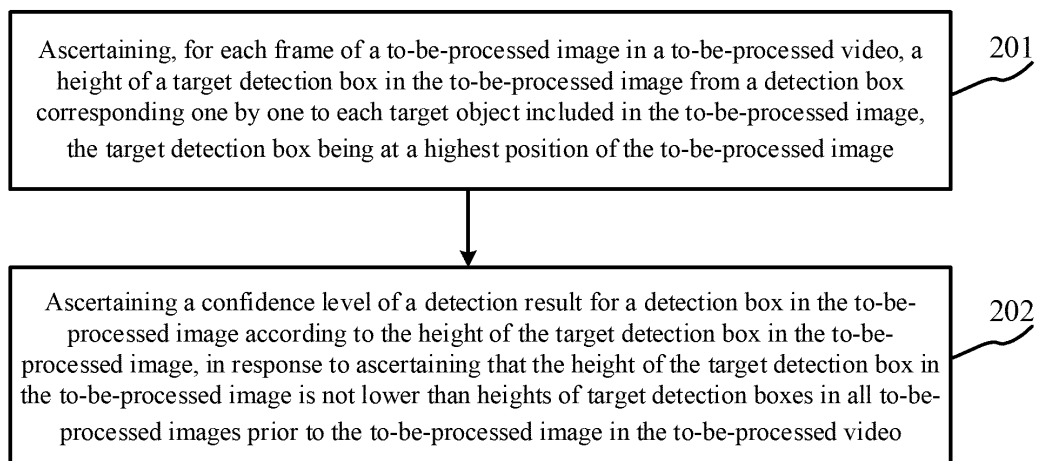 Ascertaining, for each frame of a to-be-processed image in a to-be-processed video, a
height of a target detection box in the to-be-processed image from a detection box
corresponding one by one to each target object included in the to-be-processed image,
the target detection box being at a highest position of the to-be-processed image
201
Ascertaining a confidence level of a detection result for a detection box in the to-be-
processed image according to the height of the target detection box in the to-be-
processed image, in response to ascertaining that the height of the target detection box in
the to-be-processed image is not lower than heights of target detection boxes in all to-be-
processed images prior to the to-be-processed image in the to-be-processed video
202